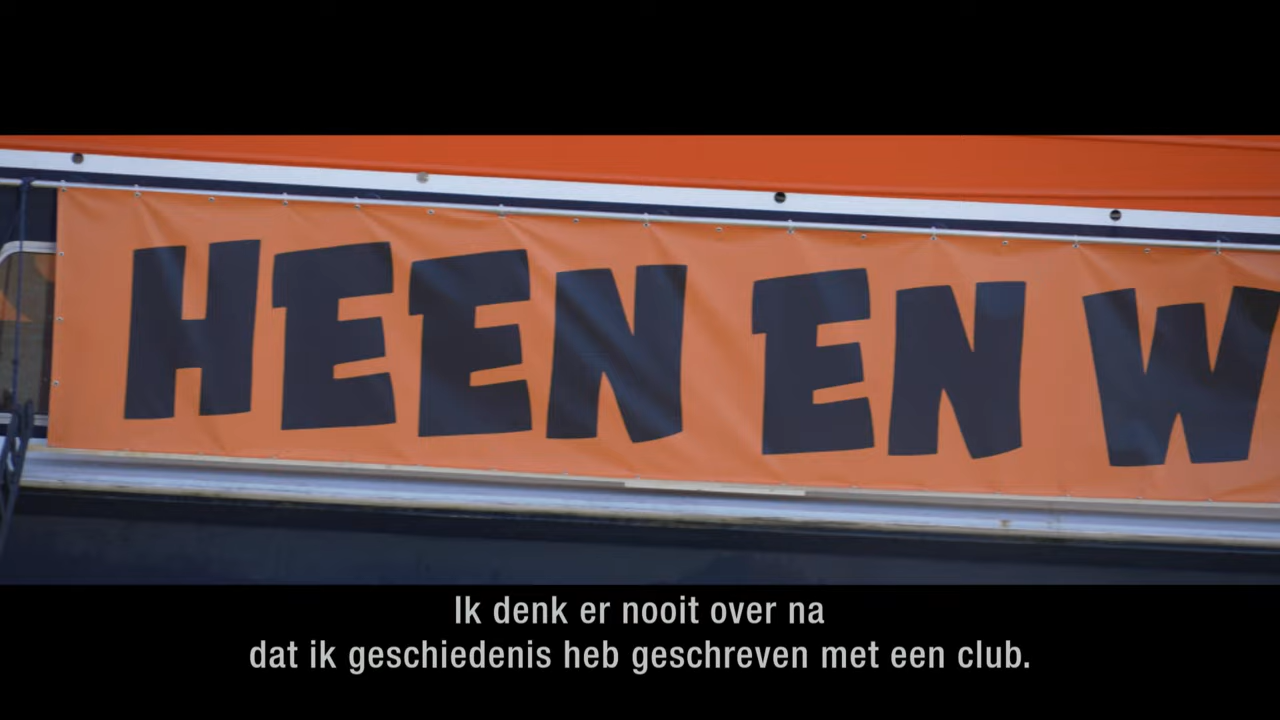 HEEN EN W
Ik denk er nooit over na
dat ik geschiedenis heb geschreven met een club.